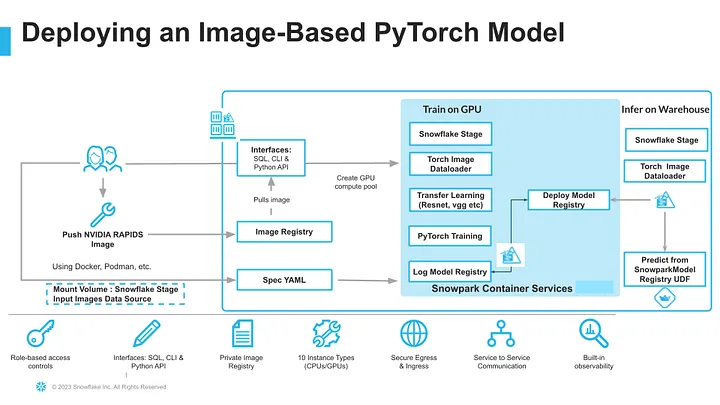 Deploying an Image-Based PyTorch Model
Train on GPU
Infer on Warehouse
Interfaces:
SQL, CLI &
Python API
Create GPU
compute pool
Pulls image
Image Registry
Spec YAML
Push NVIDIA RAPIDS
Image
Using Docker, Podman, etc.
Mount Volume : Snowflake Stage
Input Images Data Source
Snowflake Stage
Torch Image
Dataloader
Transfer Learning
(Resnet, vgg etc)
PyTorch Training
Log Model Registry
Deploy Model
Registry
Snowpark Container Services
Snowflake Stage
Torch Image
Dataloader
Predict from
SnowparkModel
Registry UDF
Role-based access
controls
Interfaces: SQL, CLI &
Python API
Private Image
Registry
10 Instance Types
(CPUs/GPUs)
Secure Egress
& Ingress
Service to Service
Communication
Built-in
observability
© 2023 Snowflake Inc. All Rights Reserved